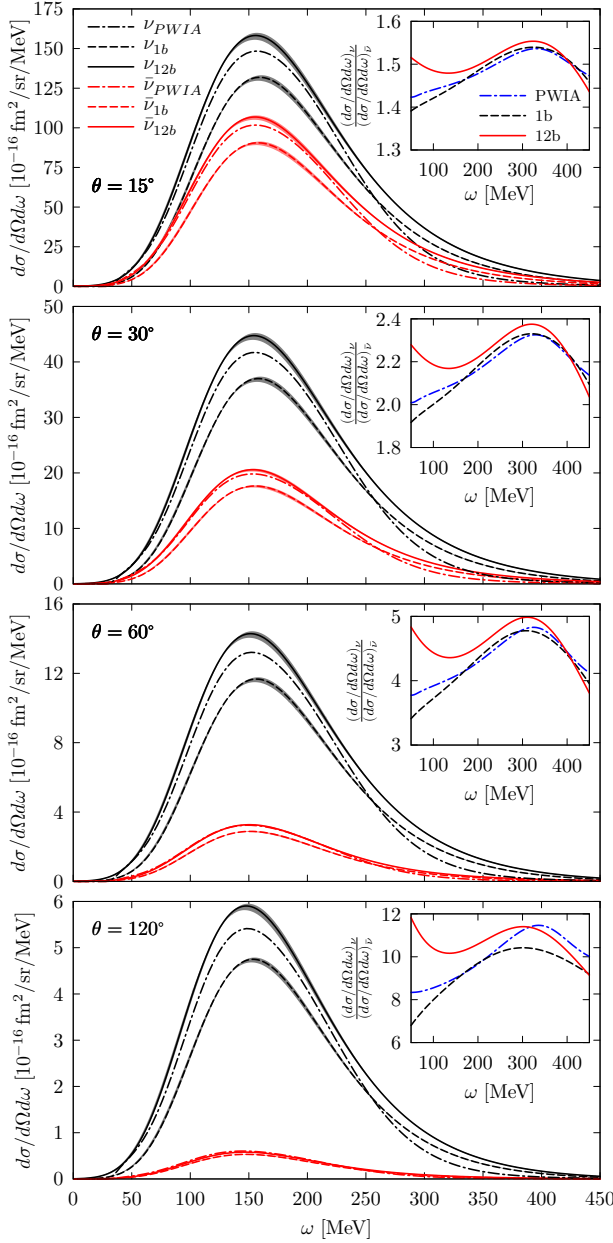 175
150
125
100
75
50
25
0
dσ/dΩdω [10⁻¹⁶ fm²/sr/MeV]
ν_PWIA
ν_1b
ν_12b
ν̄_PWIA
ν̄_1b
ν̄_12b
θ = 15°
1.6
1.5
1.4
1.3
(dσ/dΩdω)_ν
(dσ/dΩdω)_ν̄
PWIA
1b
12b
100 200 300 400
ω [MeV]
50
40
30
20
10
0
dσ/dΩdω [10⁻¹⁶ fm²/sr/MeV]
θ = 30°
2.4
2.2
2.0
1.8
(dσ/dΩdω)_ν
(dσ/dΩdω)_ν̄
100 200 300 400
ω [MeV]
16
12
8
4
0
dσ/dΩdω [10⁻¹⁶ fm²/sr/MeV]
θ = 60°
5
4
3
(dσ/dΩdω)_ν
(dσ/dΩdω)_ν̄
100 200 300 400
ω [MeV]
6
5
4
3
2
1
0
dσ/dΩdω [10⁻¹⁶ fm²/sr/MeV]
θ = 120°
12
10
8
6
(dσ/dΩdω)_ν
(dσ/dΩdω)_ν̄
100 200 300 400
ω [MeV]
0 50 100 150 200 250 300 350 400 450
ω [MeV]